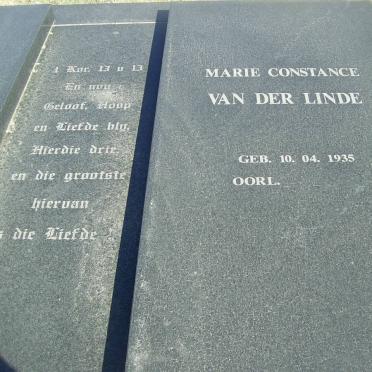 1 Kor. 13 v 13
En nou
Geloof, Hoop
en Liefde bly,
Hierdie drie,
en die grootste
hiervan
is die Liefde !
MARIE CONSTANCE
VAN DER LINDE
GEB. 10. 04. 1935
OORL.